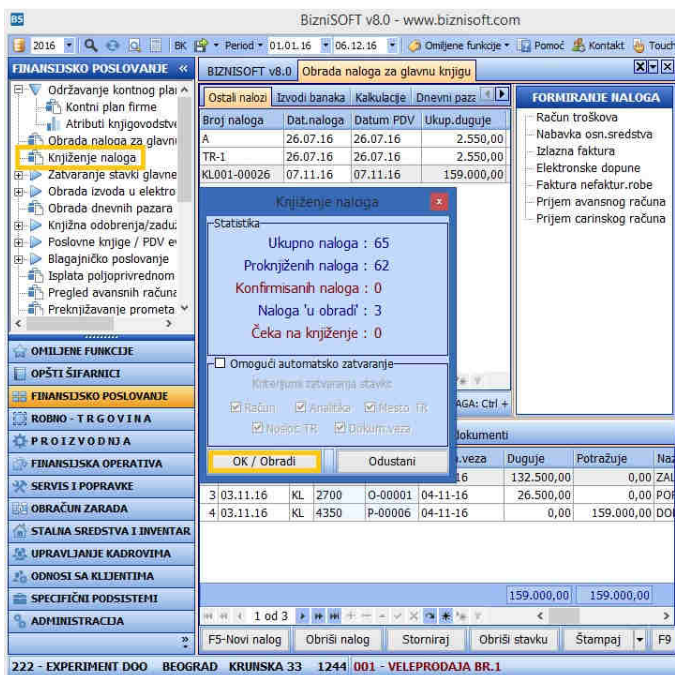 BS BizniSOFT v8.0 - www.biznisoft.com
2016 BK Period 01.01.16 06.12.16 Omiljene funkcije Pomoć Kontakt Touch
FINANSIJSKO POSLOVANJE «
Održavanje kontnog plan
Kontni plan firme
Atributi knjigovodstve
Obrada naloga za glavn
Knjiženje naloga
Zatvaranje stavki glavne
Obrada izvoda u elektro
Obrada dnevnih pazara
Knjižna odobrenja/zaduž
Poslovne knjige / PDV ev
Blagajničko poslovanje
Isplata poljoprivrednom
Pregled avansnih računa
Preknjižavanje prometa
OMILJENE FUNKCIJE
OPŠTI ŠIFARNICI
FINANSIJSKO POSLOVANJE
ROBNO - T R G O V I N A
P R O I Z V O D NJ A
FINANSIJSKA OPERATIVA
SERVIS I POPRAVKE
OBRAČUN ZARADA
STALNA SREDSTVA I INVENTAR
UPRAVLJANJE KADROVIMA
ODNOSI SA KLIJENTIMA
SPECIFIČNI PODSISTEMI
ADMINISTRACIJA
»
BIZNISOFT v8.0 Obrada naloga za glavnu knjigu
Ostali nalozi Izvodi banaka Kalkulacije Dnevni paza
Broj naloga Dat.naloga Datum PDV Ukup.duguje
A 26.07.16 26.07.16 2.550,00
TR-1 26.07.16 26.07.16 2.550,00
KL001-00026 07.11.16 07.11.16 159.000,00
FORMIRANJE NALOGA
Račun troškova
Nabavka osn.sredstva
Izlazna faktura
Elektronske dopune
Faktura nefaktur.robe
Prijem avansnog računa
Prijem carinskog računa
Knjiženje naloga x
Statistika
Ukupno naloga : 65
Proknjiženih naloga : 62
Konfirmisanih naloga : 0
Naloga 'u obradi' : 3
Čeka na knjiženje : 0
Omogući automatsko zatvaranje
Kriterijumi zatvaranja stavki:
Račun Analitika Mesto TR
Nosioc TR Dokum.veza
OK / Obradi Odustani
AGA: Ctrl +
dokumenti
.veza Duguje Potražuje Naz
16 132.500,00 0,00 ZAL
3 03.11.16 KL 2700 O-00001 04-11-16 26.500,00 0,00 POR
4 03.11.16 KL 4350 P-00006 04-11-16 0,00 159.000,00 DOB
159.000,00 159.000,00
1 od 3
F5-Novi nalog Obriši nalog Storniraj Obriši stavku Štampaj F9
222 - EXPERIMENT DOO BEOGRAD KRUNSKA 33 1244 001 - VELEPRODAJA BR.1